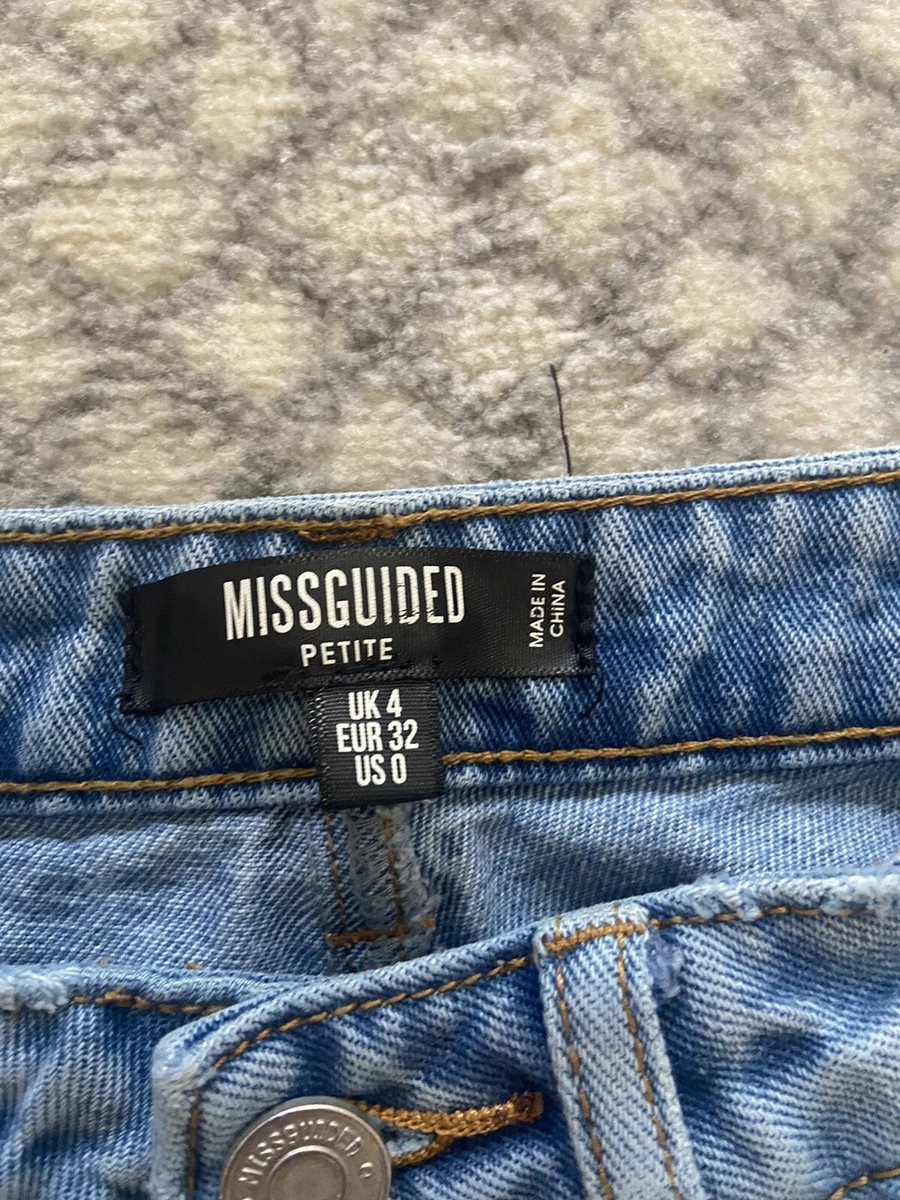 MISSGUIDED
PETITE
MADE IN
CHINA
UK 4
EUR 32
US 0
MISSGUIDED